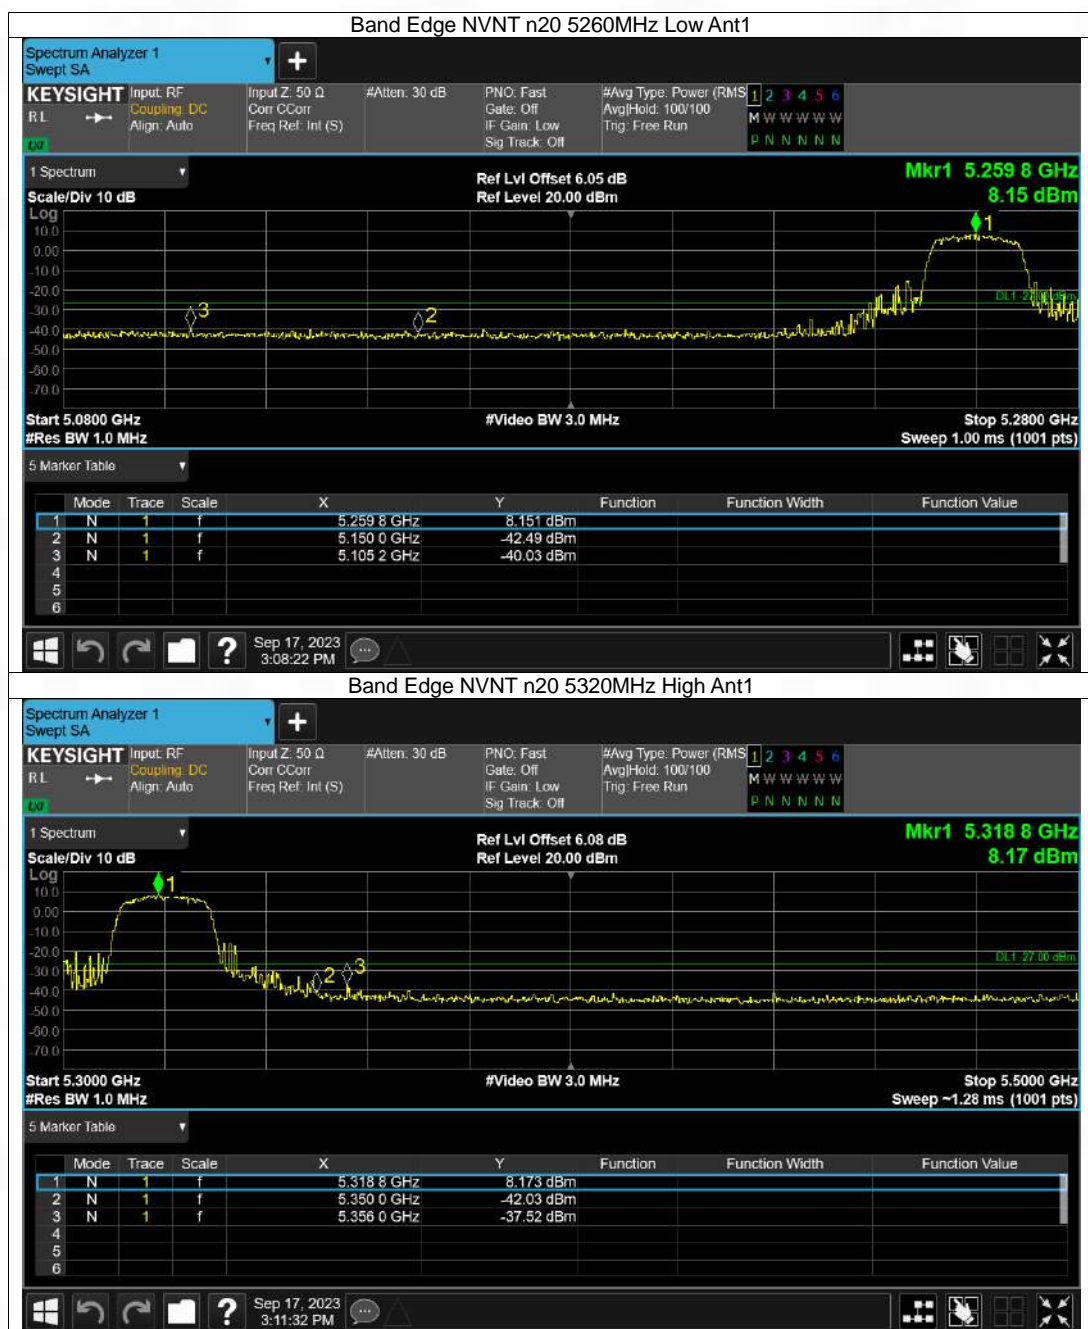 Band Edge NVNT n20 5260MHz Low Ant1
Spectrum Analyzer 1
Swept SA
KEYSIGHT Input: RF Input Z: 50 Ω #Atten: 30 dB PNO: Fast #Avg Type: Power (RMS 1 2 3 4 5 6
R L Coupling: DC Corr CCorr Gate: Off Avg|Hold: 100/100 M W W W W W
Align: Auto Freq Ref: Int (S) IF Gain: Low Trig: Free Run
LXI Sig Track: Off P N N N N N
1 Spectrum Ref Lvl Offset 6.05 dB Mkr1 5.259 8 GHz
Scale/Div 10 dB Ref Level 20.00 dBm 8.15 dBm
Log
10.0
0.00
-10.0
-20.0
-30.0
-40.0
-50.0
-60.0
-70.0
1
2
3
Start 5.0800 GHz #Video BW 3.0 MHz Stop 5.2800 GHz
#Res BW 1.0 MHz Sweep 1.00 ms (1001 pts)
5 Marker Table
Mode Trace Scale X Y Function Function Width Function Value
1 N 1 f 5.259 8 GHz 8.151 dBm
2 N 1 f 5.150 0 GHz -42.49 dBm
3 N 1 f 5.105 2 GHz -40.03 dBm
4
5
6
? Sep 17, 2023
3:08:22 PM
Band Edge NVNT n20 5320MHz High Ant1
Spectrum Analyzer 1
Swept SA
KEYSIGHT Input: RF Input Z: 50 Ω #Atten: 30 dB PNO: Fast #Avg Type: Power (RMS 1 2 3 4 5 6
R L Coupling: DC Corr CCorr Gate: Off Avg|Hold: 100/100 M W W W W W
Align: Auto Freq Ref: Int (S) IF Gain: Low Trig: Free Run
LXI Sig Track: Off P N N N N N
1 Spectrum Ref Lvl Offset 6.08 dB Mkr1 5.318 8 GHz
Scale/Div 10 dB Ref Level 20.00 dBm 8.17 dBm
Log
10.0
0.00
-10.0
-20.0
-30.0
-40.0
-50.0
-60.0
-70.0
1
2
3
DL1 -27.00 dBm
Start 5.3000 GHz #Video BW 3.0 MHz Stop 5.5000 GHz
#Res BW 1.0 MHz Sweep ~1.28 ms (1001 pts)
5 Marker Table
Mode Trace Scale X Y Function Function Width Function Value
1 N 1 f 5.318 8 GHz 8.173 dBm
2 N 1 f 5.350 0 GHz -42.03 dBm
3 N 1 f 5.356 0 GHz -37.52 dBm
4
5
6
? Sep 17, 2023
3:11:32 PM